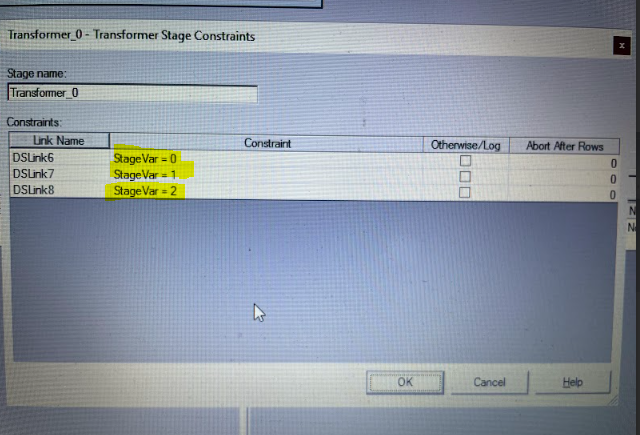 Transformer_0 - Transformer Stage Constraints
x
Stage name:
Transformer_0
Constraints:
Link Name Constraint Otherwise/Log Abort After Rows
DSLink6 StageVar = 0 0
DSLink7 StageVar = 1 0
DSLink8 StageVar = 2 0
OK Cancel Help